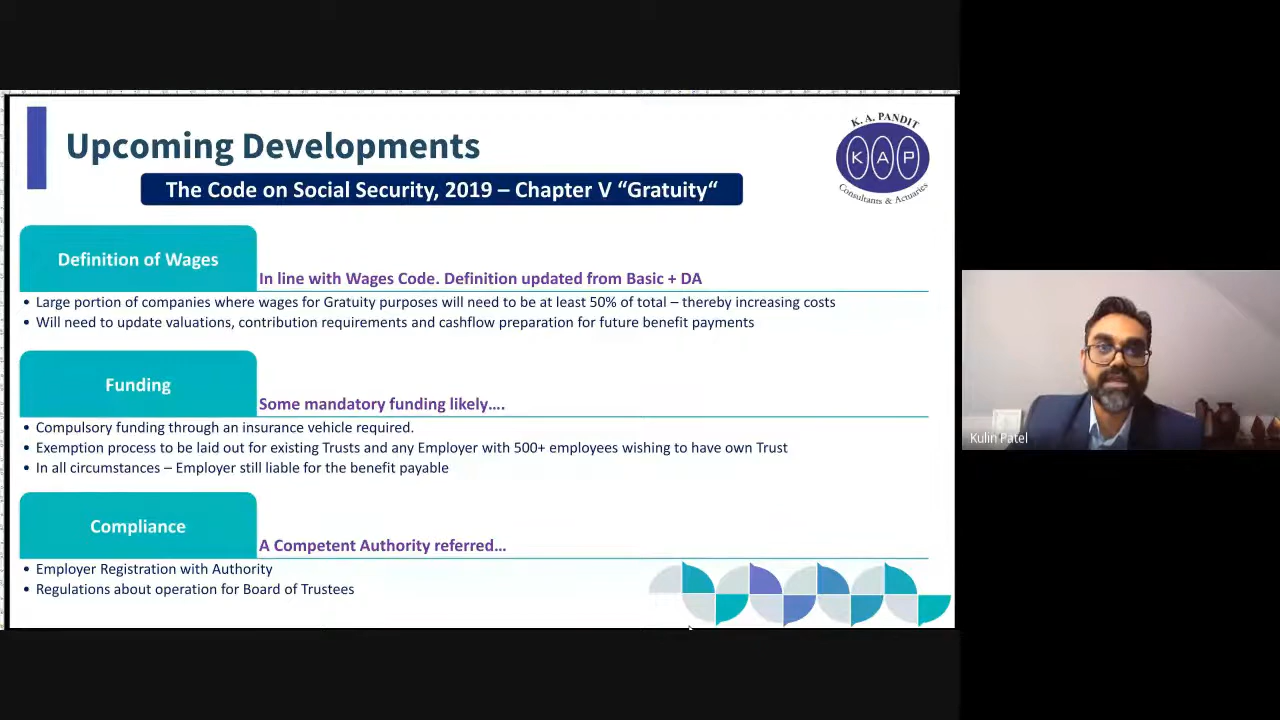 Upcoming Developments
K. A. PANDIT
KAP
Consultants & Actuaries
The Code on Social Security, 2019 – Chapter V “Gratuity“
Definition of Wages
In line with Wages Code. Definition updated from Basic + DA
• Large portion of companies where wages for Gratuity purposes will need to be at least 50% of total – thereby increasing costs
• Will need to update valuations, contribution requirements and cashflow preparation for future benefit payments
Funding
Some mandatory funding likely….
• Compulsory funding through an insurance vehicle required.
• Exemption process to be laid out for existing Trusts and any Employer with 500+ employees wishing to have own Trust
• In all circumstances – Employer still liable for the benefit payable
Compliance
A Competent Authority referred…
• Employer Registration with Authority
• Regulations about operation for Board of Trustees
Kulin Patel